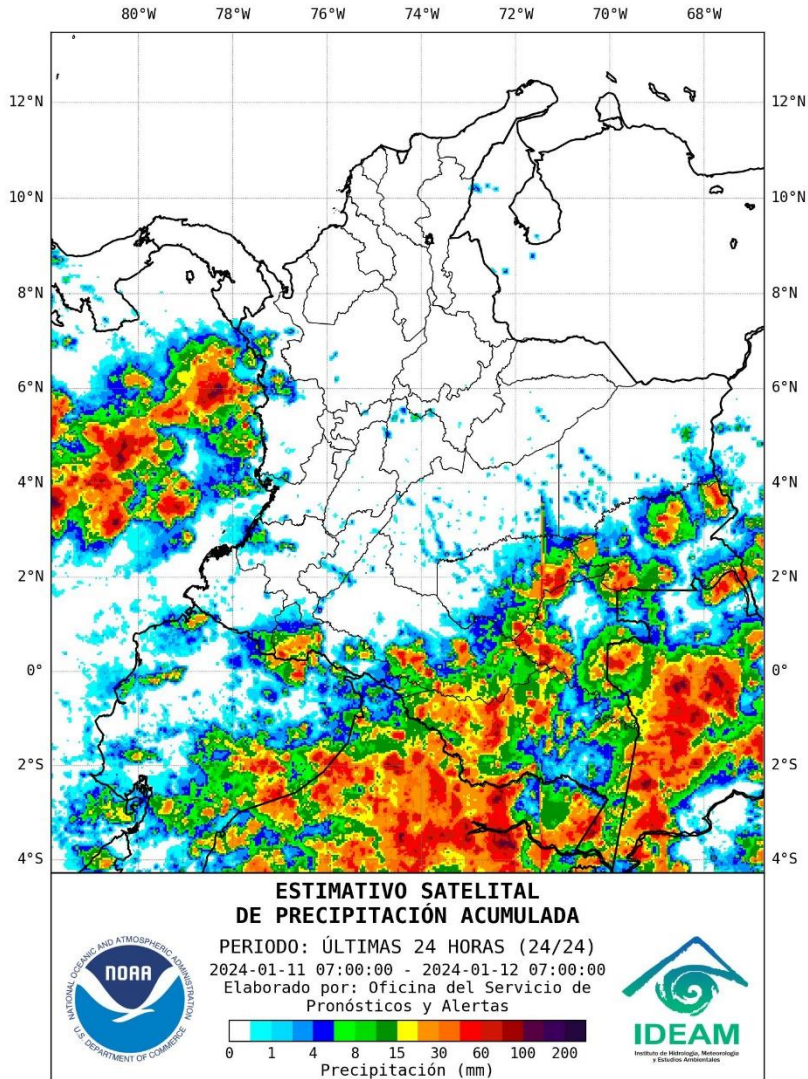 80°W 78°W 76°W 74°W 72°W 70°W 68°W
12°N 12°N
10°N 10°N
8°N 8°N
6°N 6°N
4°N 4°N
2°N 2°N
0° 0°
2°S 2°S
4°S 4°S
ESTIMATIVO SATELITAL
DE PRECIPITACIÓN ACUMULADA
PERIODO: ÚLTIMAS 24 HORAS (24/24)
2024-01-11 07:00:00 - 2024-01-12 07:00:00
Elaborado por: Oficina del Servicio de
Pronósticos y Alertas
0 1 4 8 15 30 60 100 200
Precipitación (mm)
NATIONAL OCEANIC AND ATMOSPHERIC ADMINISTRATION
NOAA
U.S. DEPARTMENT OF COMMERCE
IDEAM
Instituto de Hidrología, Meteorología
y Estudios Ambientales